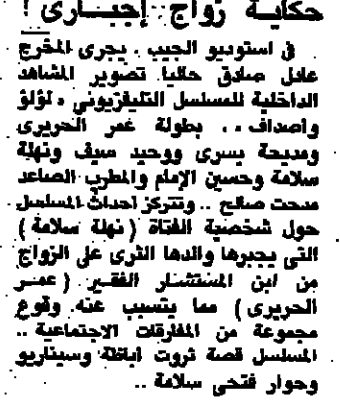 حكاية زواج إجبارى !
فى استوديو الجيب . يجرى المخرج
عادل صادق حاليا تصوير المشاهد
الداخلية للمسلسل التليفزيونى « لؤلؤ
وأصداف » . بطولة عمر الحريرى
ومديحة يسرى ووحيد سيف ونهلة
سلامة وحسين الإمام والمطرب الصاعد
مدحت صالح .. وتتركز احداث المسلسل
حول شخصية الفتاة ( نهلة سلامة )
التى يجبرها والدها الثرى على الزواج
من ابن المستشار الفقير ( عمر
الحريرى ) مما يتسبب عنه وقوع
مجموعة من المفارقات الاجتماعية ..
المسلسل قصة ثروت أباظة وسيناريو
وحوار فتحى سلامة ..